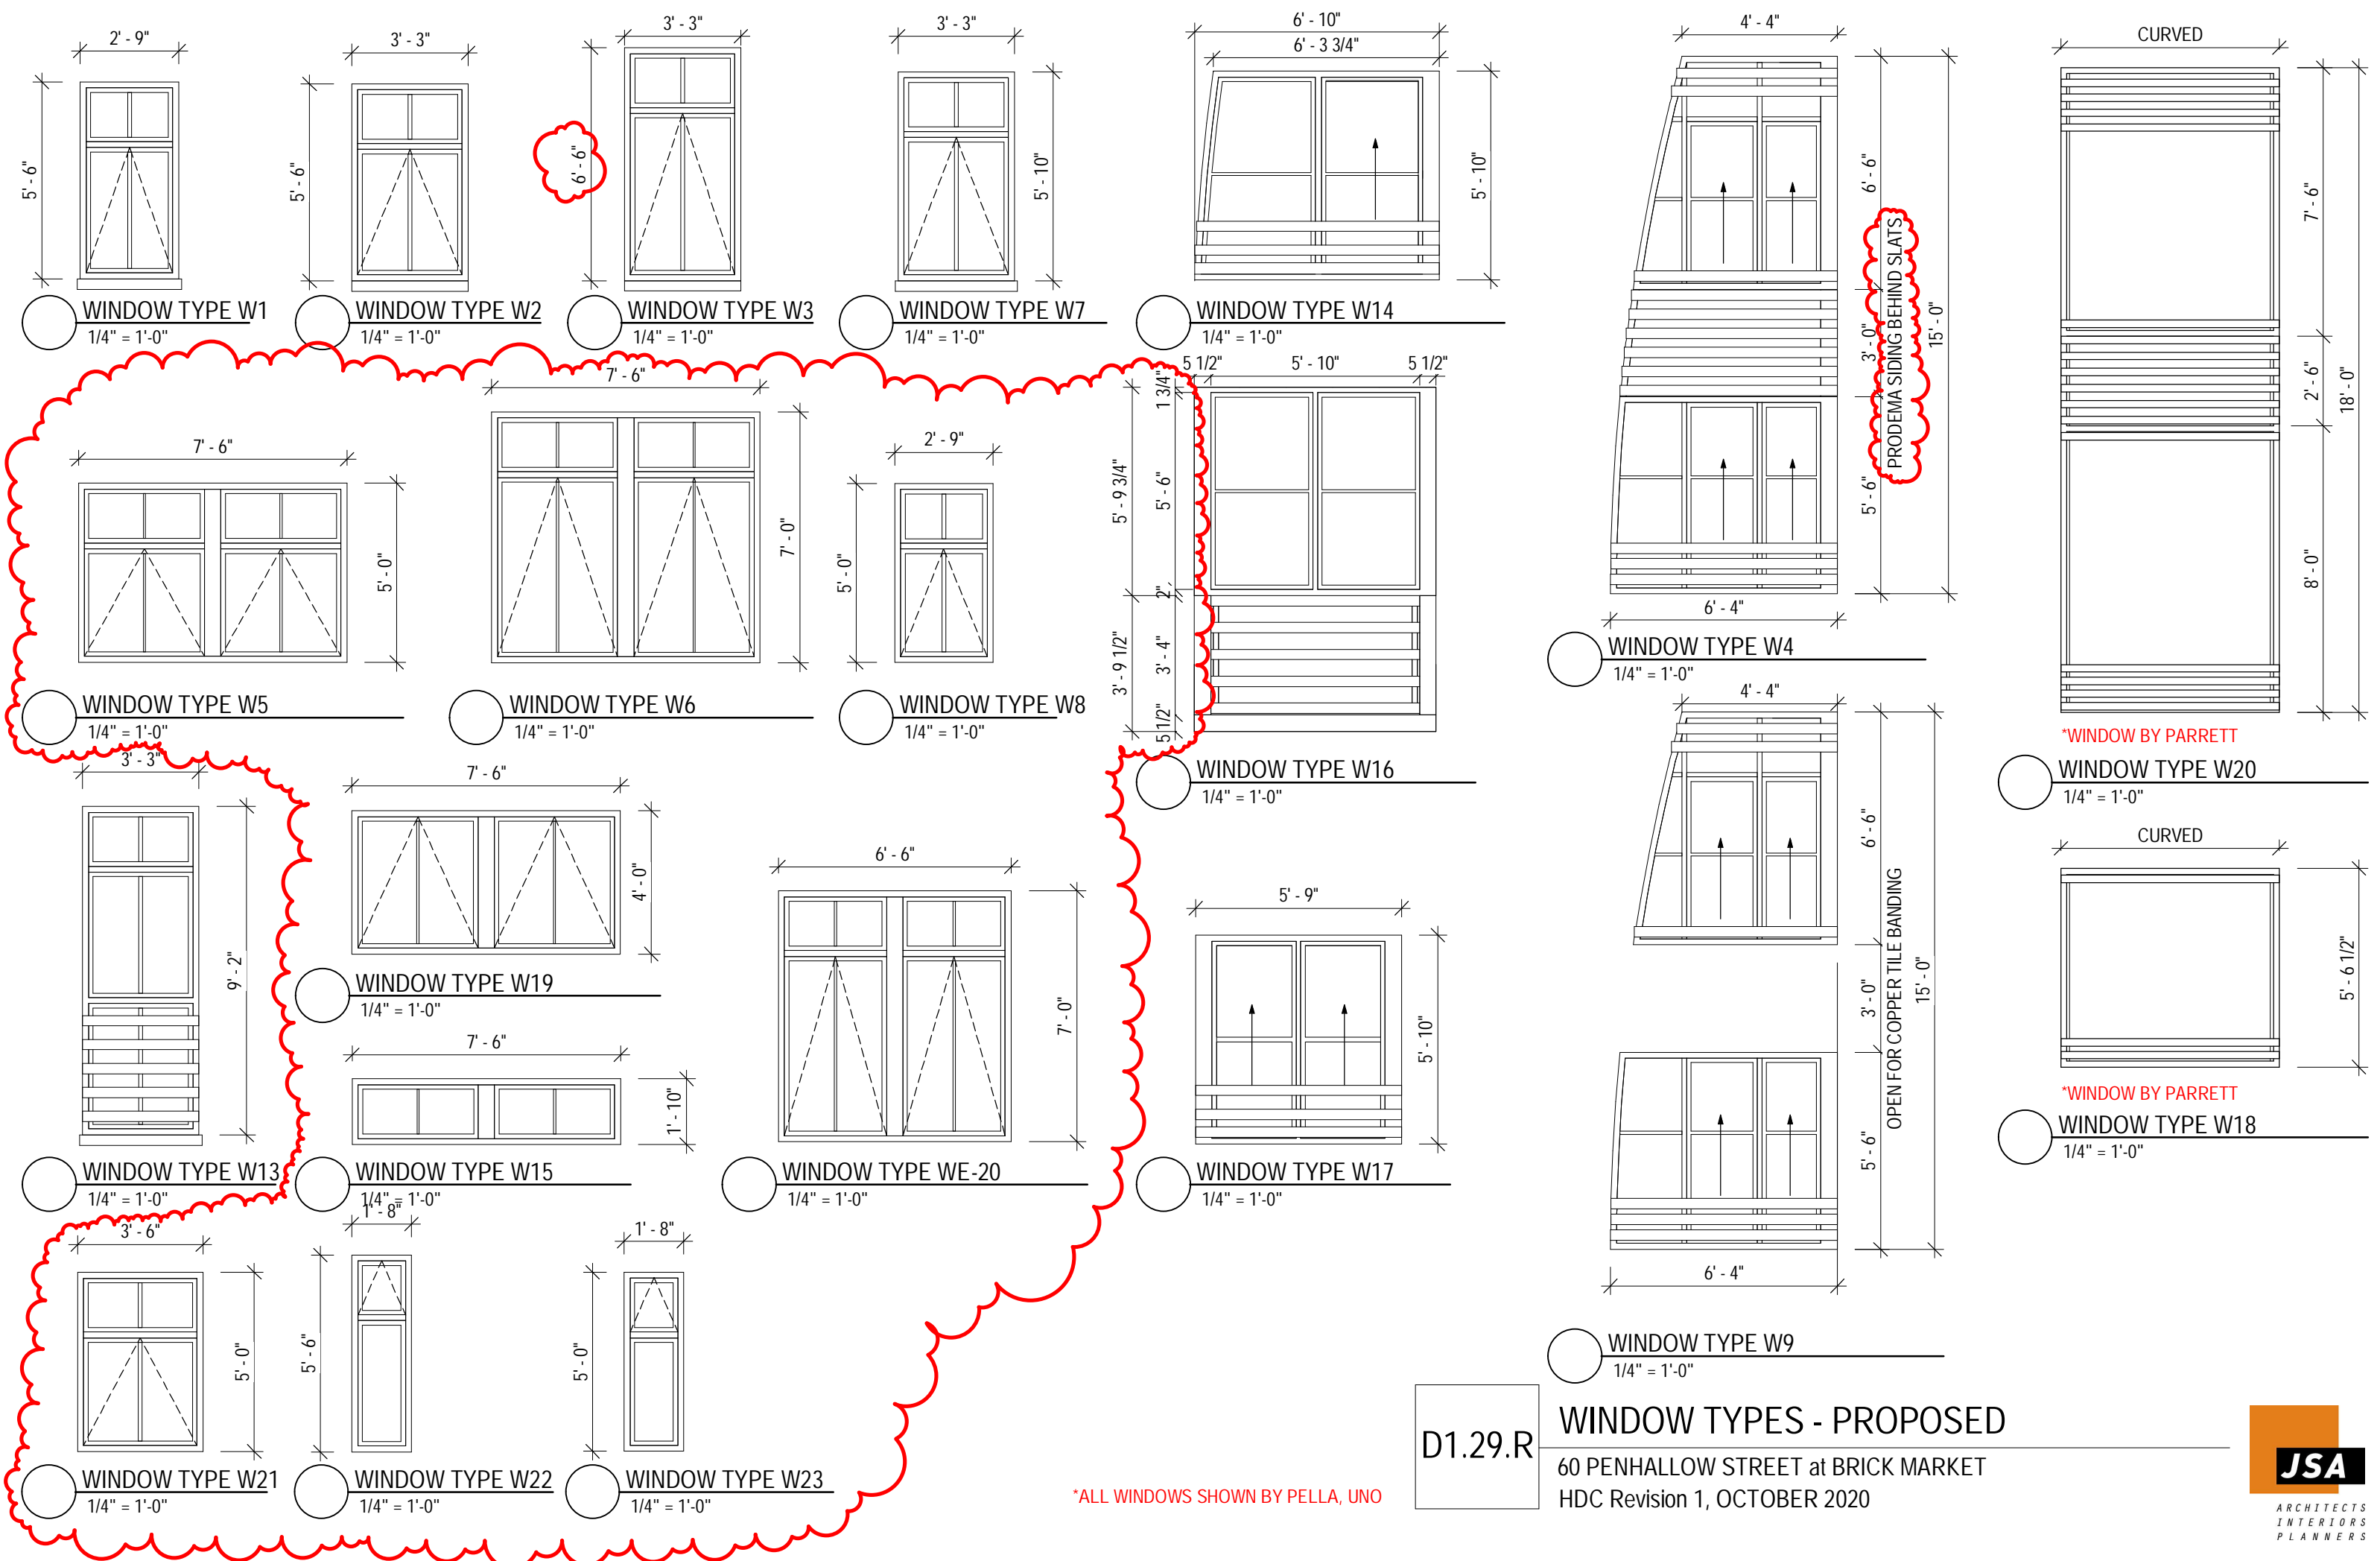 2' - 9"
5' - 6"
WINDOW TYPE W1
1/4" = 1'-0"
3' - 3"
5' - 6"
WINDOW TYPE W2
1/4" = 1'-0"
3' - 3"
6' - 6"
WINDOW TYPE W3
1/4" = 1'-0"
3' - 3"
5' - 10"
WINDOW TYPE W7
1/4" = 1'-0"
6' - 10"
6' - 3 3/4"
5' - 10"
WINDOW TYPE W14
1/4" = 1'-0"
4' - 4"
6' - 6"
3' - 0"
5' - 6"
PRODEMA SIDING BEHIND SLATS
15' - 0"
6' - 4"
WINDOW TYPE W4
1/4" = 1'-0"
CURVED
7' - 6"
2' - 6"
8' - 0"
18' - 0"
*WINDOW BY PARRETT
WINDOW TYPE W20
1/4" = 1'-0"
7' - 6"
5' - 0"
WINDOW TYPE W5
1/4" = 1'-0"
7' - 6"
7' - 0"
WINDOW TYPE W6
1/4" = 1'-0"
2' - 9"
5' - 0"
WINDOW TYPE W8
1/4" = 1'-0"
5 1/2"
5' - 10"
5 1/2"
1 3/4"
5' - 9 3/4"
5' - 6"
2"
3' - 9 1/2"
3' - 4"
5 1/2"
WINDOW TYPE W16
1/4" = 1'-0"
3' - 3"
9' - 2"
WINDOW TYPE W13
1/4" = 1'-0"
7' - 6"
4' - 0"
WINDOW TYPE W19
1/4" = 1'-0"
7' - 6"
1' - 10"
WINDOW TYPE W15
1/4" = 1'-0"
6' - 6"
7' - 0"
WINDOW TYPE WE-20
1/4" = 1'-0"
5' - 9"
5' - 10"
WINDOW TYPE W17
1/4" = 1'-0"
4' - 4"
6' - 6"
3' - 0"
5' - 6"
OPEN FOR COPPER TILE BANDING
15' - 0"
6' - 4"
WINDOW TYPE W9
1/4" = 1'-0"
CURVED
5' - 6 1/2"
*WINDOW BY PARRETT
WINDOW TYPE W18
1/4" = 1'-0"
3' - 6"
5' - 0"
WINDOW TYPE W21
1/4" = 1'-0"
1' - 8"
5' - 6"
WINDOW TYPE W22
1/4" = 1'-0"
1' - 8"
5' - 0"
WINDOW TYPE W23
1/4" = 1'-0"
*ALL WINDOWS SHOWN BY PELLA, UNO
D1.29.R
WINDOW TYPES - PROPOSED
60 PENHALLOW STREET at BRICK MARKET
HDC Revision 1, OCTOBER 2020
JSA
ARCHITECTS
INTERIORS
PLANNERS